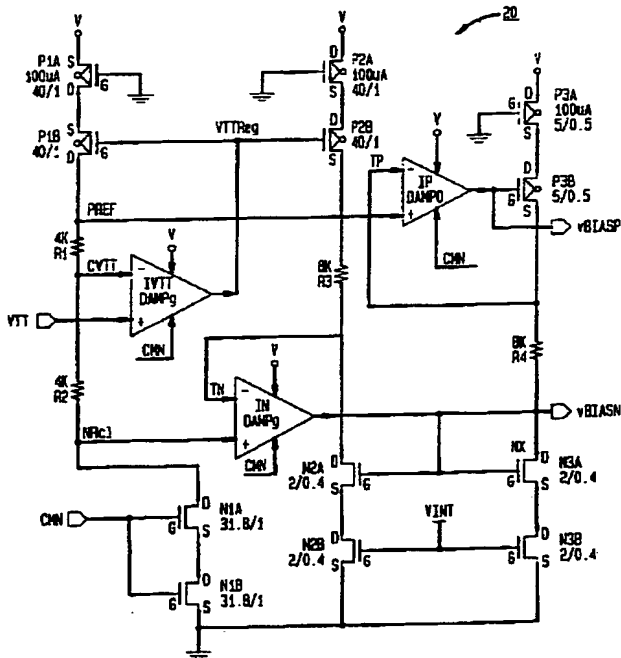 20
V
V
V
P1A
100uA
40/1
S
D
G
P2A
100uA
40/1
D
S
G
P3A
100uA
5/0.5
D
S
G
P1B
40/1
S
D
G
VTTReg
P2B
40/1
D
S
G
TP
V
IP
DAMPO
-
+
P3B
5/0.5
D
S
G
PREF
vBIASP
CMN
4K
R1
CVTT
V
IVTT
DAMPg
-
+
8K
R3
VTT
CMN
8K
R4
4K
R2
TN
V
IN
DAMPg
-
+
vBIASN
CMN
N2A
2/0.4
D
S
G
NX
N3A
2/0.4
D
S
G
CMN
N1A
31.8/1
D
S
G
VINT
N2B
2/0.4
D
S
G
N3B
2/0.4
D
S
G
N1B
31.8/1
D
S
G